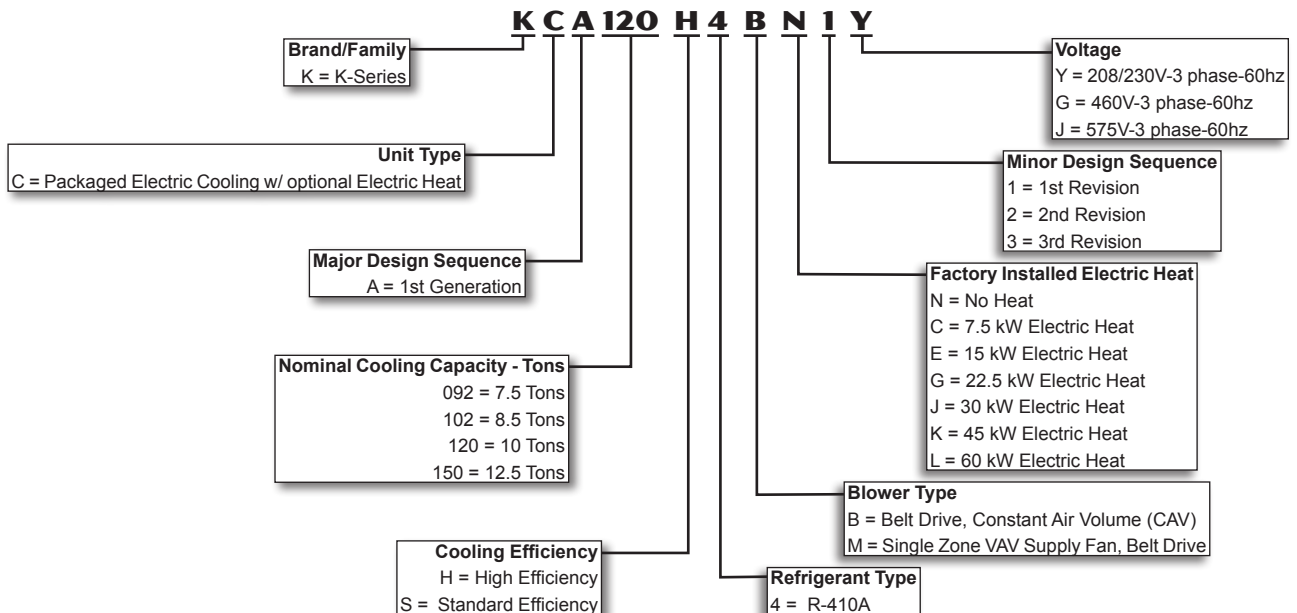 K C A 120 H 4 B N 1 Y
Brand/Family
K = K-Series
Unit Type
C = Packaged Electric Cooling w/ optional Electric Heat
Major Design Sequence
A = 1st Generation
Nominal Cooling Capacity - Tons
092 = 7.5 Tons
102 = 8.5 Tons
120 = 10 Tons
150 = 12.5 Tons
Cooling Efficiency
H = High Efficiency
S = Standard Efficiency
Voltage
Y = 208/230V-3 phase-60hz
G = 460V-3 phase-60hz
J = 575V-3 phase-60hz
Minor Design Sequence
1 = 1st Revision
2 = 2nd Revision
3 = 3rd Revision
Factory Installed Electric Heat
N = No Heat
C = 7.5 kW Electric Heat
E = 15 kW Electric Heat
G = 22.5 kW Electric Heat
J = 30 kW Electric Heat
K = 45 kW Electric Heat
L = 60 kW Electric Heat
Blower Type
B = Belt Drive, Constant Air Volume (CAV)
M = Single Zone VAV Supply Fan, Belt Drive
Refrigerant Type
4 = R-410A